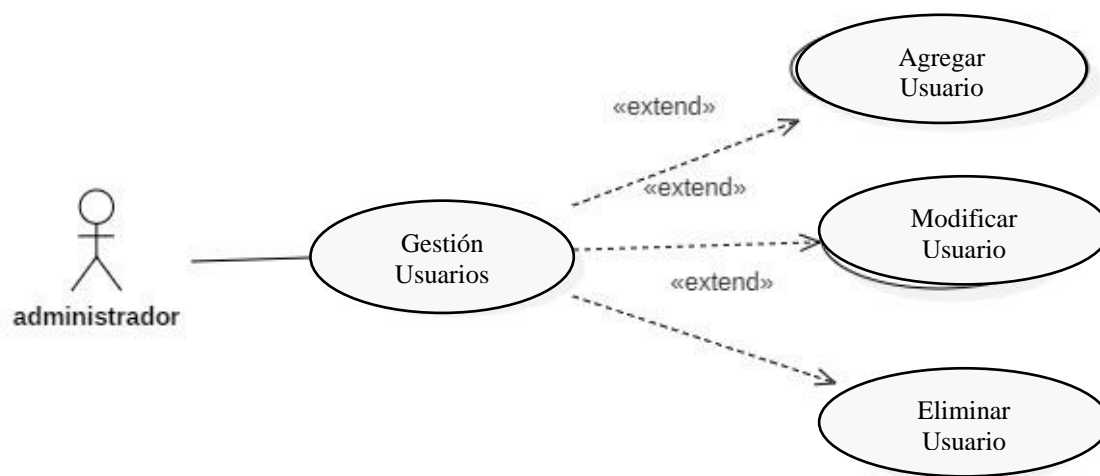 Agregar
Usuario
«extend»
«extend»
Modificar
Usuario
Gestión
Usuarios
«extend»
administrador
Eliminar
Usuario